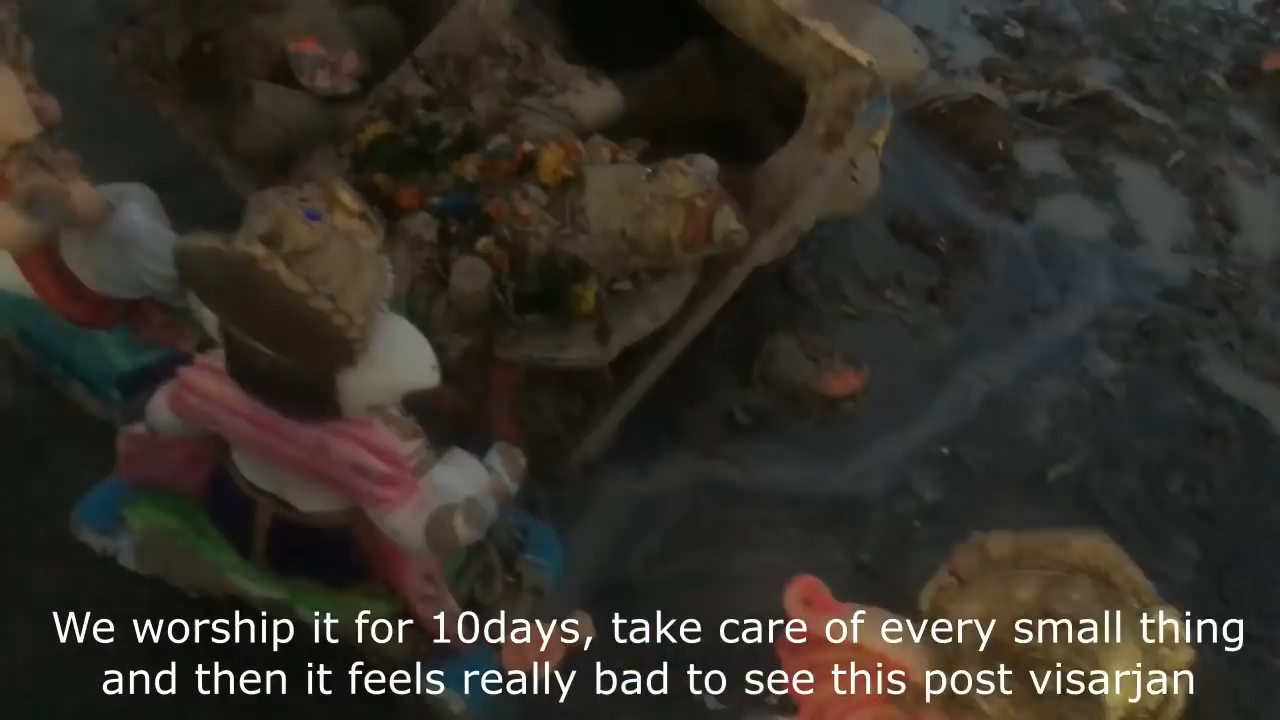 We worship it for 10days, take care of every small thing
and then it feels really bad to see this post visarjan